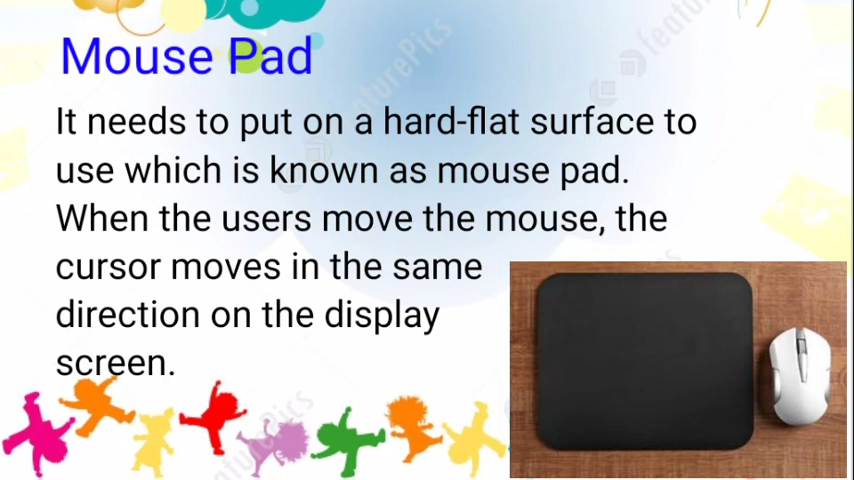 Mouse Pad
It needs to put on a hard-flat surface to
use which is known as mouse pad.
When the users move the mouse, the
cursor moves in the same
direction on the display
screen.